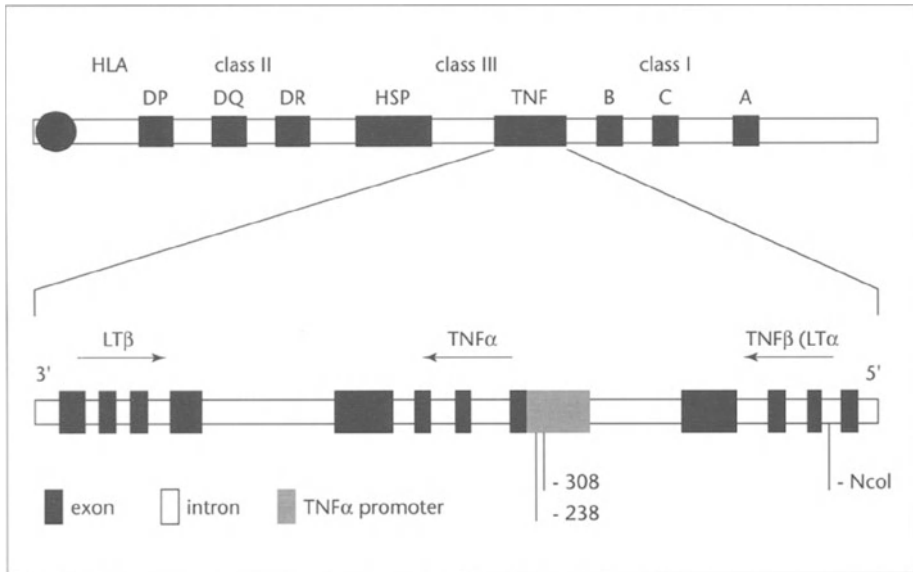 HLA class II class III class I
DP DQ DR HSP TNF B C A
LTβ TNFα TNFβ (LTα
3' 5'
- 308
- NcoI
- 238
exon intron TNFα promoter